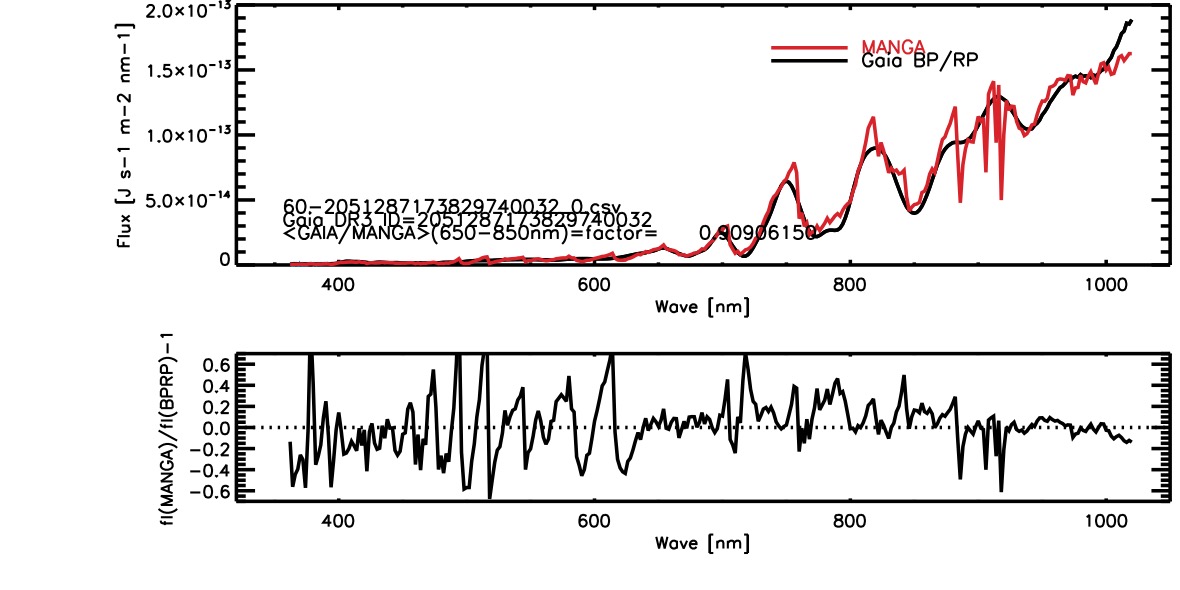 2.0×10−13
1.5×10−13
1.0×10−13
5.0×10−14
0
Flux [J s−1 m−2 nm−1]
MANGA
Gaia BP/RP
60−2051287173829740032_0.csv
Gaia DR3 ID=2051287173829740032
<GAIA/MANGA>(650−850nm)=factor= 0.90906150
400 600 800 1000
Wave [nm]
0.6
0.4
0.2
0.0
−0.2
−0.4
−0.6
fl(MANGA)/fl(BPRP)−1
400 600 800 1000
Wave [nm]